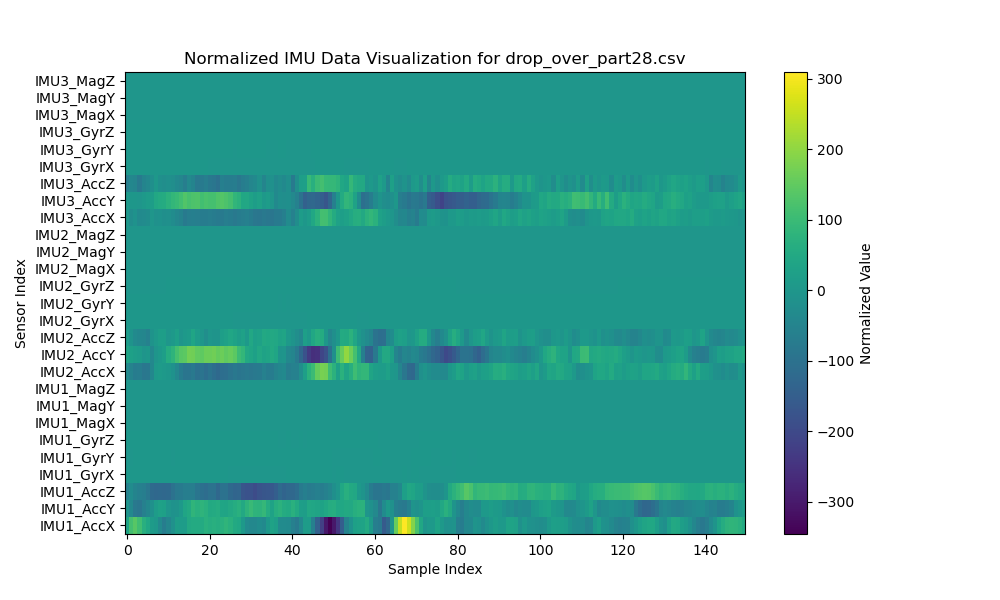 Normalized IMU Data Visualization for drop_over_part28.csv
IMU3_MagZ
IMU3_MagY
IMU3_MagX
IMU3_GyrZ
IMU3_GyrY
IMU3_GyrX
IMU3_AccZ
IMU3_AccY
IMU3_AccX
IMU2_MagZ
IMU2_MagY
IMU2_MagX
IMU2_GyrZ
IMU2_GyrY
IMU2_GyrX
IMU2_AccZ
IMU2_AccY
IMU2_AccX
IMU1_MagZ
IMU1_MagY
IMU1_MagX
IMU1_GyrZ
IMU1_GyrY
IMU1_GyrX
IMU1_AccZ
IMU1_AccY
IMU1_AccX
Sensor Index
0 20 40 60 80 100 120 140
Sample Index
300
200
100
0
−100
−200
−300
Normalized Value